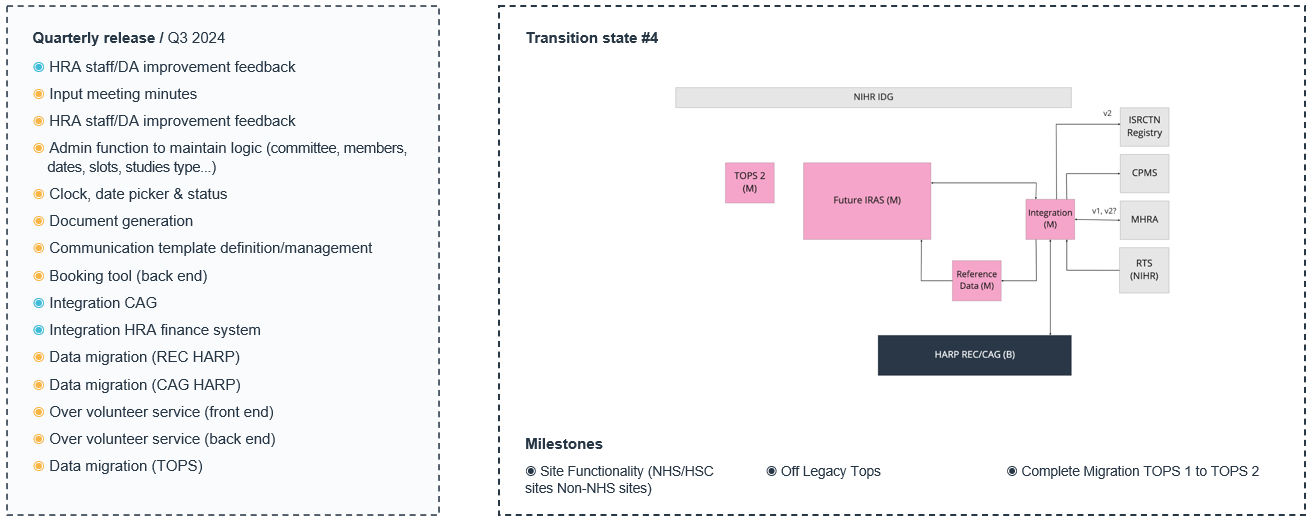 Quarterly release / Q3 2024
HRA staff/DA improvement feedback
Input meeting minutes
HRA staff/DA improvement feedback
Admin function to maintain logic (committee, members,
dates, slots, studies type...)
Clock, date picker & status
Document generation
Communication template definition/management
Booking tool (back end)
Integration CAG
Integration HRA finance system
Data migration (REC HARP)
Data migration (CAG HARP)
Over volunteer service (front end)
Over volunteer service (back end)
Data migration (TOPS)
Transition state #4
NIHR IDG
v2
ISRCTN
Registry
TOPS 2
(M)
Future IRAS (M)
CPMS
Integration
(M)
v1, v2?
MHRA
Reference
Data (M)
RTS
(NIHR)
HARP REC/CAG (B)
Milestones
Site Functionality (NHS/HSC
sites Non-NHS sites)
Off Legacy Tops
Complete Migration TOPS 1 to TOPS 2